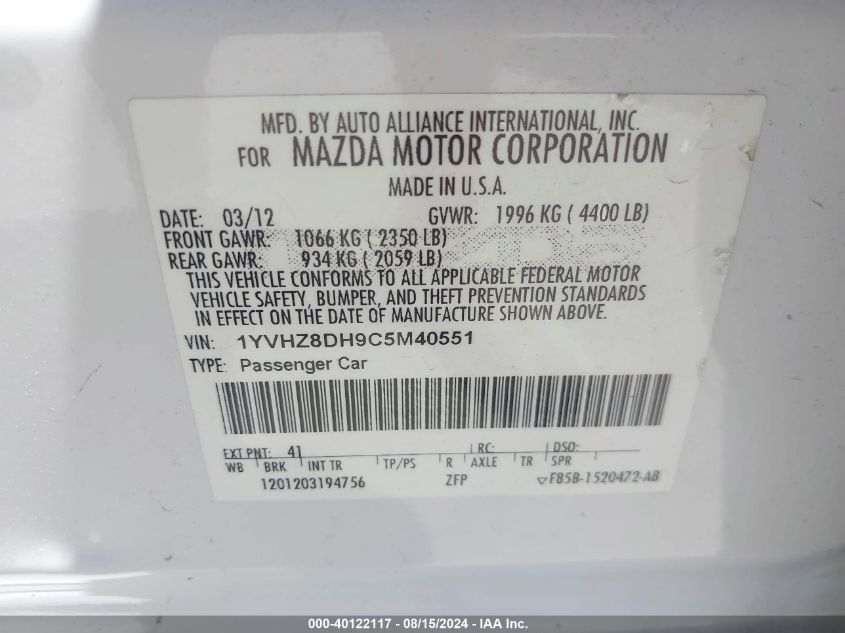 MFD. BY AUTO ALLIANCE INTERNATIONAL, INC.
FOR MAZDA MOTOR CORPORATION
MADE IN U.S.A.
DATE: 03/12 GVWR: 1996 KG ( 4400 LB)
FRONT GAWR: 1066 KG ( 2350 LB)
REAR GAWR: 934 KG ( 2059 LB)
THIS VEHICLE CONFORMS TO ALL APPLICABLE FEDERAL MOTOR
VEHICLE SAFETY, BUMPER, AND THEFT PREVENTION STANDARDS
IN EFFECT ON THE DATE OF MANUFACTURE SHOWN ABOVE.
VIN: 1YVHZ8DH9C5M40551
TYPE: Passenger Car
EXT PNT: 41 RC: DSO:
WB BRK INT TR TP/PS R AXLE TR SPR
1201203194756 ZFP F85B-1520472-AB
000-40122117 - 08/15/2024 - IAA Inc.